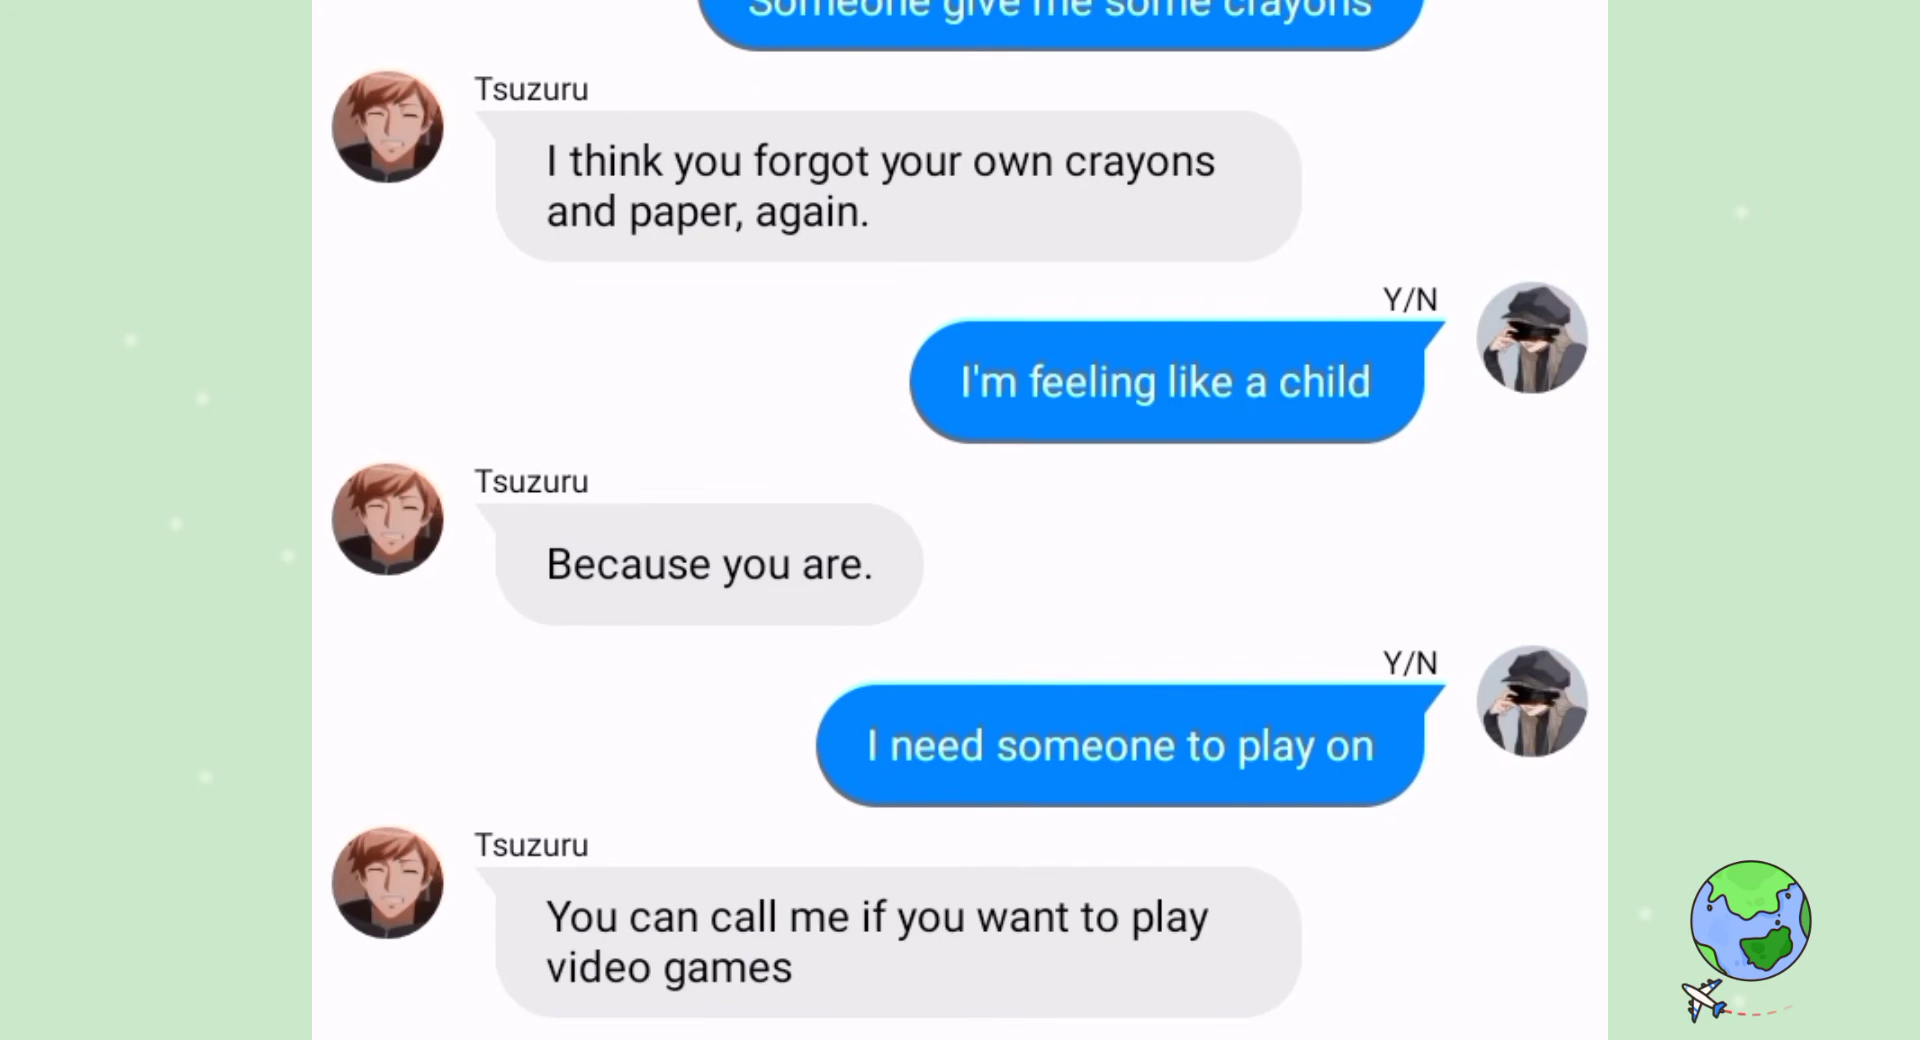 Someone give me some crayons
Tsuzuru
I think you forgot your own crayons
and paper, again.
Y/N
I'm feeling like a child
Tsuzuru
Because you are.
Y/N
I need someone to play on
Tsuzuru
You can call me if you want to play
video games